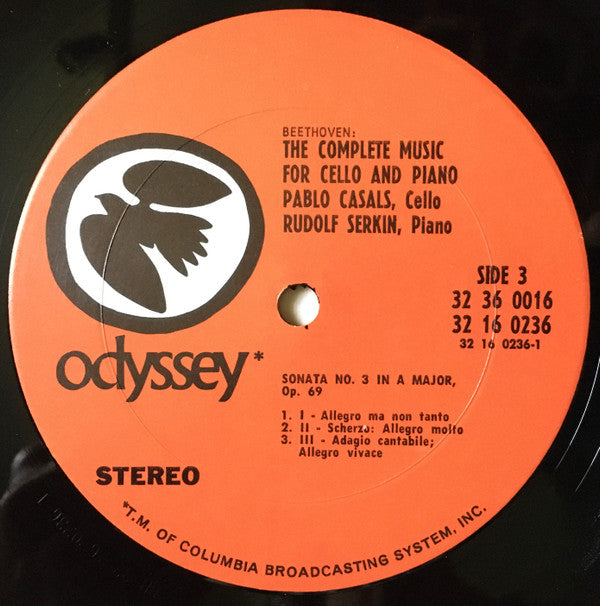 BEETHOVEN:
THE COMPLETE MUSIC
FOR CELLO AND PIANO
PABLO CASALS, Cello
RUDOLF SERKIN, Piano
SIDE 3
32 36 0016
32 16 0236
32 16 0236-1
odyssey*
SONATA NO. 3 IN A MAJOR,
Op. 69
1. I - Allegro ma non tanto
2. II - Scherzo: Allegro molto
3. III - Adagio cantabile;
Allegro vivace
STEREO
*T.M. OF COLUMBIA BROADCASTING SYSTEM, INC.